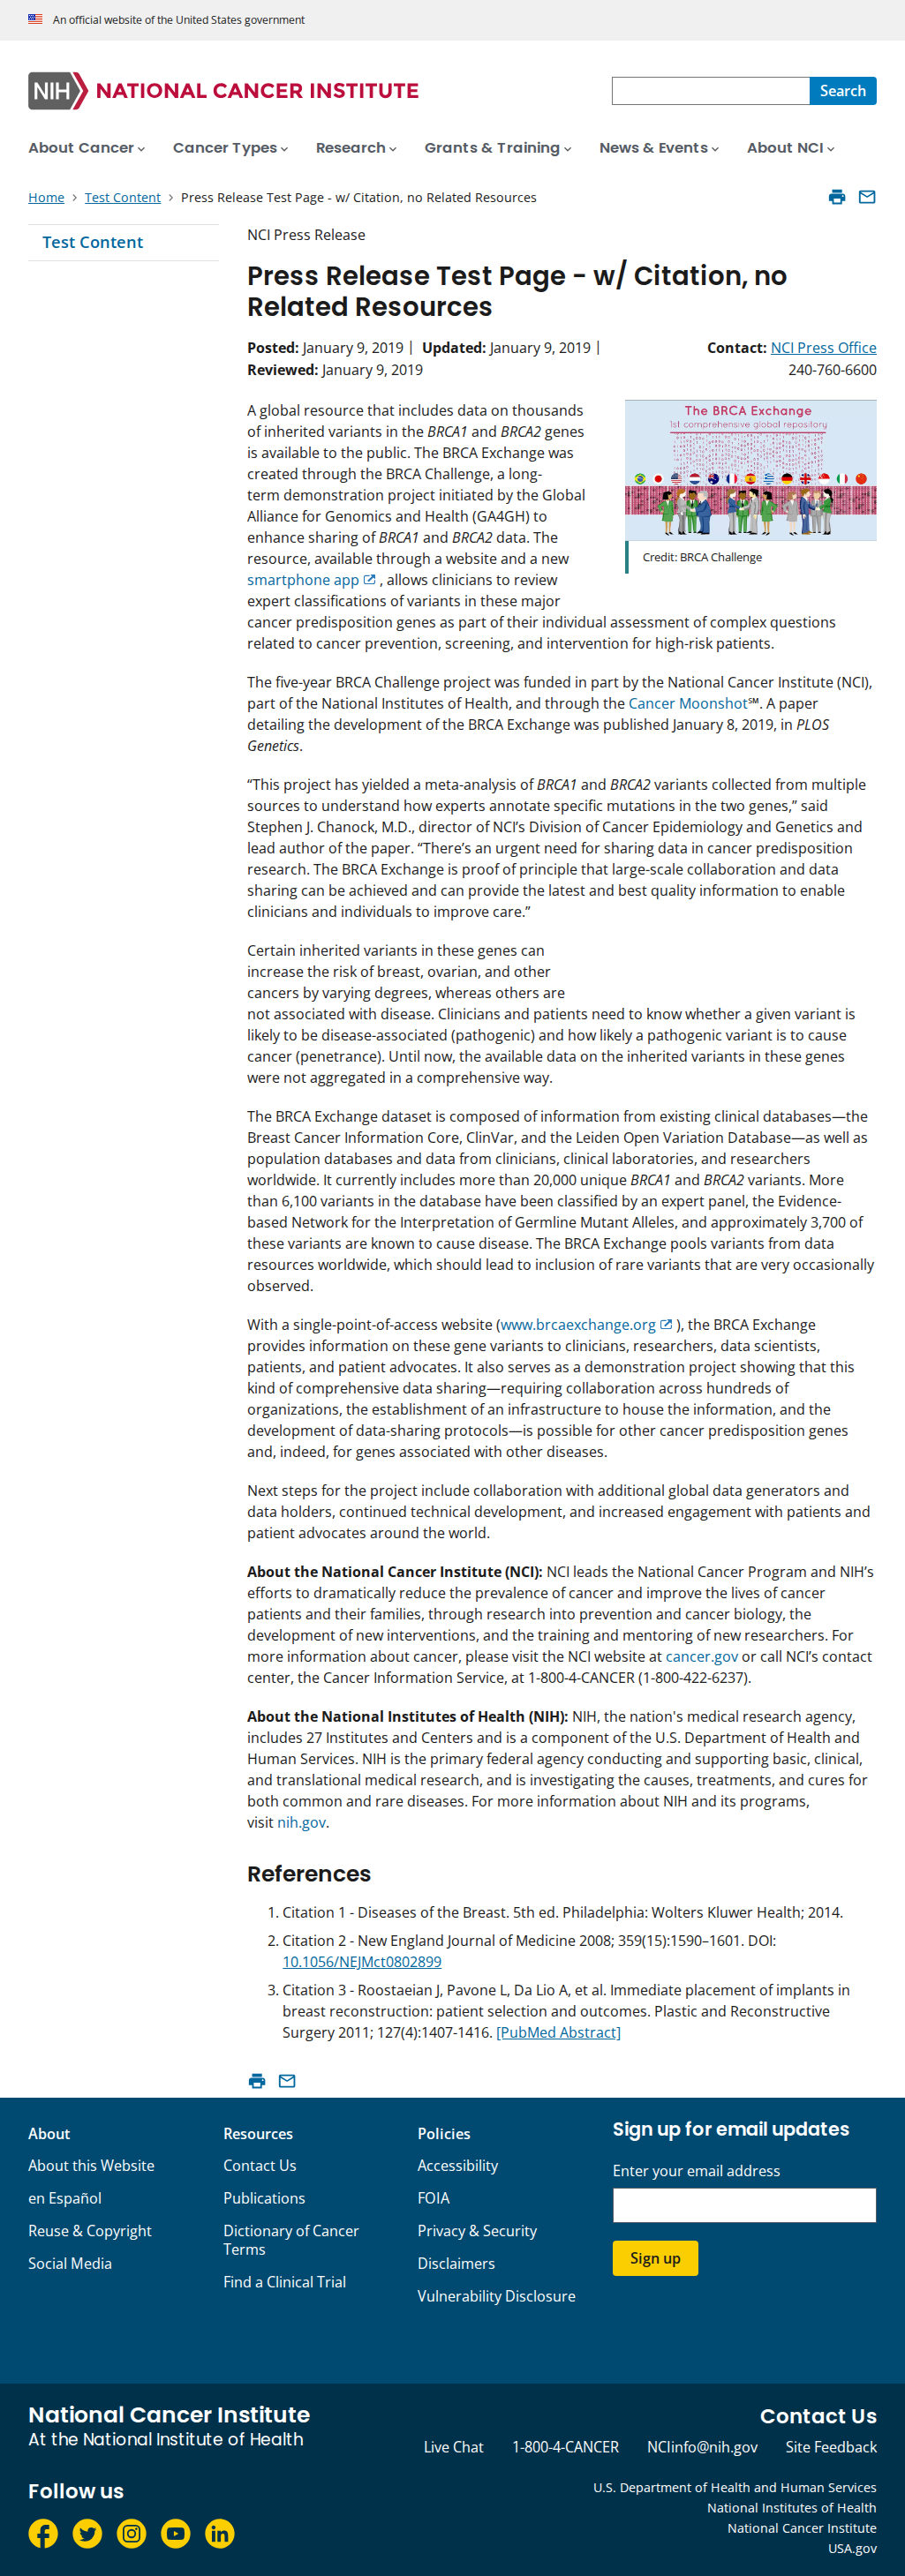 An official website of the United States government
NIH NATIONAL CANCER INSTITUTE
Search
About Cancer
Cancer Types
Research
Grants & Training
News & Events
About NCI
Home > Test Content > Press Release Test Page - w/ Citation, no Related Resources
Test Content
NCI Press Release
Press Release Test Page - w/ Citation, no
Related Resources
Posted: January 9, 2019 | Updated: January 9, 2019 |
Reviewed: January 9, 2019
Contact: NCI Press Office
240-760-6600
The BRCA Exchange
1st comprehensive global repository
Credit: BRCA Challenge
A global resource that includes data on thousands
of inherited variants in the BRCA1 and BRCA2 genes
is available to the public. The BRCA Exchange was
created through the BRCA Challenge, a long-
term demonstration project initiated by the Global
Alliance for Genomics and Health (GA4GH) to
enhance sharing of BRCA1 and BRCA2 data. The
resource, available through a website and a new
smartphone app , allows clinicians to review
expert classifications of variants in these major
cancer predisposition genes as part of their individual assessment of complex questions
related to cancer prevention, screening, and intervention for high-risk patients.
The five-year BRCA Challenge project was funded in part by the National Cancer Institute (NCI),
part of the National Institutes of Health, and through the Cancer Moonshot℠. A paper
detailing the development of the BRCA Exchange was published January 8, 2019, in PLOS
Genetics.
“This project has yielded a meta-analysis of BRCA1 and BRCA2 variants collected from multiple
sources to understand how experts annotate specific mutations in the two genes,” said
Stephen J. Chanock, M.D., director of NCI’s Division of Cancer Epidemiology and Genetics and
lead author of the paper. “There’s an urgent need for sharing data in cancer predisposition
research. The BRCA Exchange is proof of principle that large-scale collaboration and data
sharing can be achieved and can provide the latest and best quality information to enable
clinicians and individuals to improve care.”
Certain inherited variants in these genes can
increase the risk of breast, ovarian, and other
cancers by varying degrees, whereas others are
not associated with disease. Clinicians and patients need to know whether a given variant is
likely to be disease-associated (pathogenic) and how likely a pathogenic variant is to cause
cancer (penetrance). Until now, the available data on the inherited variants in these genes
were not aggregated in a comprehensive way.
The BRCA Exchange dataset is composed of information from existing clinical databases—the
Breast Cancer Information Core, ClinVar, and the Leiden Open Variation Database—as well as
population databases and data from clinicians, clinical laboratories, and researchers
worldwide. It currently includes more than 20,000 unique BRCA1 and BRCA2 variants. More
than 6,100 variants in the database have been classified by an expert panel, the Evidence-
based Network for the Interpretation of Germline Mutant Alleles, and approximately 3,700 of
these variants are known to cause disease. The BRCA Exchange pools variants from data
resources worldwide, which should lead to inclusion of rare variants that are very occasionally
observed.
With a single-point-of-access website (www.brcaexchange.org ), the BRCA Exchange
provides information on these gene variants to clinicians, researchers, data scientists,
patients, and patient advocates. It also serves as a demonstration project showing that this
kind of comprehensive data sharing—requiring collaboration across hundreds of
organizations, the establishment of an infrastructure to house the information, and the
development of data-sharing protocols—is possible for other cancer predisposition genes
and, indeed, for genes associated with other diseases.
Next steps for the project include collaboration with additional global data generators and
data holders, continued technical development, and increased engagement with patients and
patient advocates around the world.
About the National Cancer Institute (NCI): NCI leads the National Cancer Program and NIH’s
efforts to dramatically reduce the prevalence of cancer and improve the lives of cancer
patients and their families, through research into prevention and cancer biology, the
development of new interventions, and the training and mentoring of new researchers. For
more information about cancer, please visit the NCI website at cancer.gov or call NCI’s contact
center, the Cancer Information Service, at 1-800-4-CANCER (1-800-422-6237).
About the National Institutes of Health (NIH): NIH, the nation's medical research agency,
includes 27 Institutes and Centers and is a component of the U.S. Department of Health and
Human Services. NIH is the primary federal agency conducting and supporting basic, clinical,
and translational medical research, and is investigating the causes, treatments, and cures for
both common and rare diseases. For more information about NIH and its programs,
visit nih.gov.
References
1. Citation 1 - Diseases of the Breast. 5th ed. Philadelphia: Wolters Kluwer Health; 2014.
2. Citation 2 - New England Journal of Medicine 2008; 359(15):1590–1601. DOI:
10.1056/NEJMct0802899
3. Citation 3 - Roostaeian J, Pavone L, Da Lio A, et al. Immediate placement of implants in
breast reconstruction: patient selection and outcomes. Plastic and Reconstructive
Surgery 2011; 127(4):1407-1416. [PubMed Abstract]
About
About this Website
en Español
Reuse & Copyright
Social Media
Resources
Contact Us
Publications
Dictionary of Cancer
Terms
Find a Clinical Trial
Policies
Accessibility
FOIA
Privacy & Security
Disclaimers
Vulnerability Disclosure
Sign up for email updates
Enter your email address
Sign up
National Cancer Institute
At the National Institutes of Health
Contact Us
Live Chat
1-800-4-CANCER
NCIinfo@nih.gov
Site Feedback
Follow us
U.S. Department of Health and Human Services
National Institutes of Health
National Cancer Institute
USA.gov